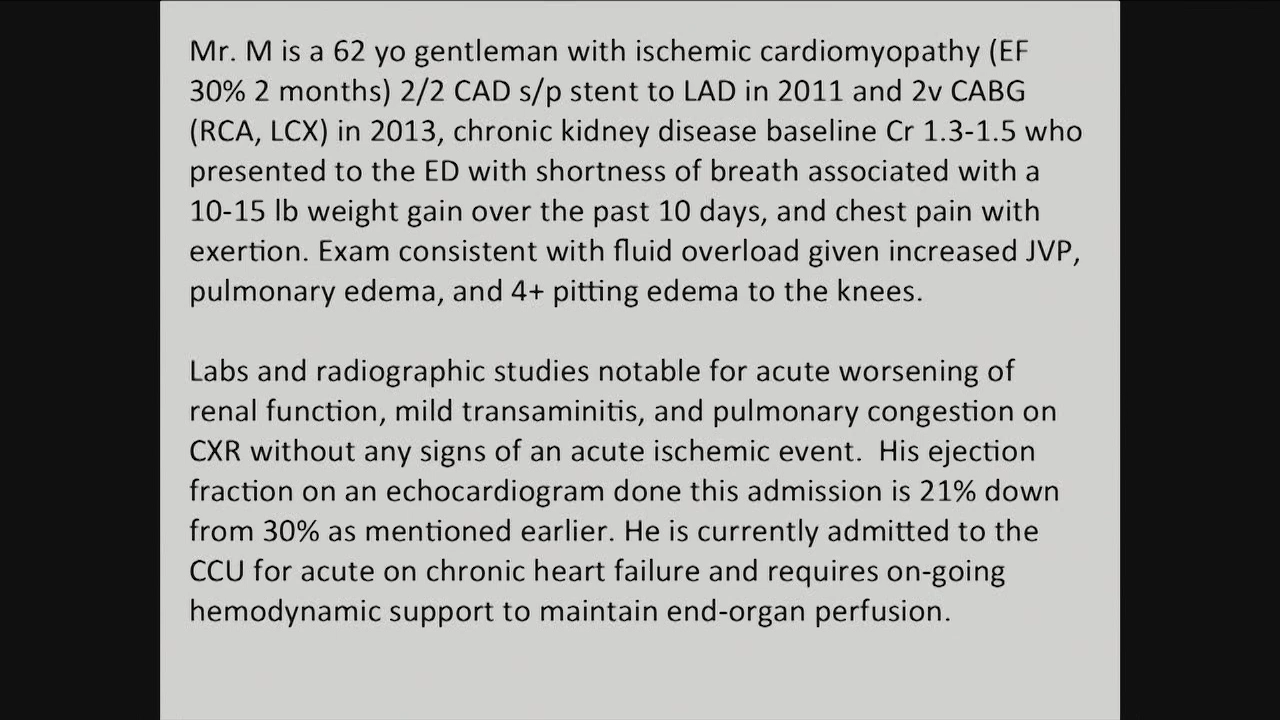 Mr. M is a 62 yo gentleman with ischemic cardiomyopathy (EF
30% 2 months) 2/2 CAD s/p stent to LAD in 2011 and 2v CABG
(RCA, LCX) in 2013, chronic kidney disease baseline Cr 1.3-1.5 who
presented to the ED with shortness of breath associated with a
10-15 lb weight gain over the past 10 days, and chest pain with
exertion. Exam consistent with fluid overload given increased JVP,
pulmonary edema, and 4+ pitting edema to the knees.
Labs and radiographic studies notable for acute worsening of
renal function, mild transaminitis, and pulmonary congestion on
CXR without any signs of an acute ischemic event.  His ejection
fraction on an echocardiogram done this admission is 21% down
from 30% as mentioned earlier. He is currently admitted to the
CCU for acute on chronic heart failure and requires on-going
hemodynamic support to maintain end-organ perfusion.